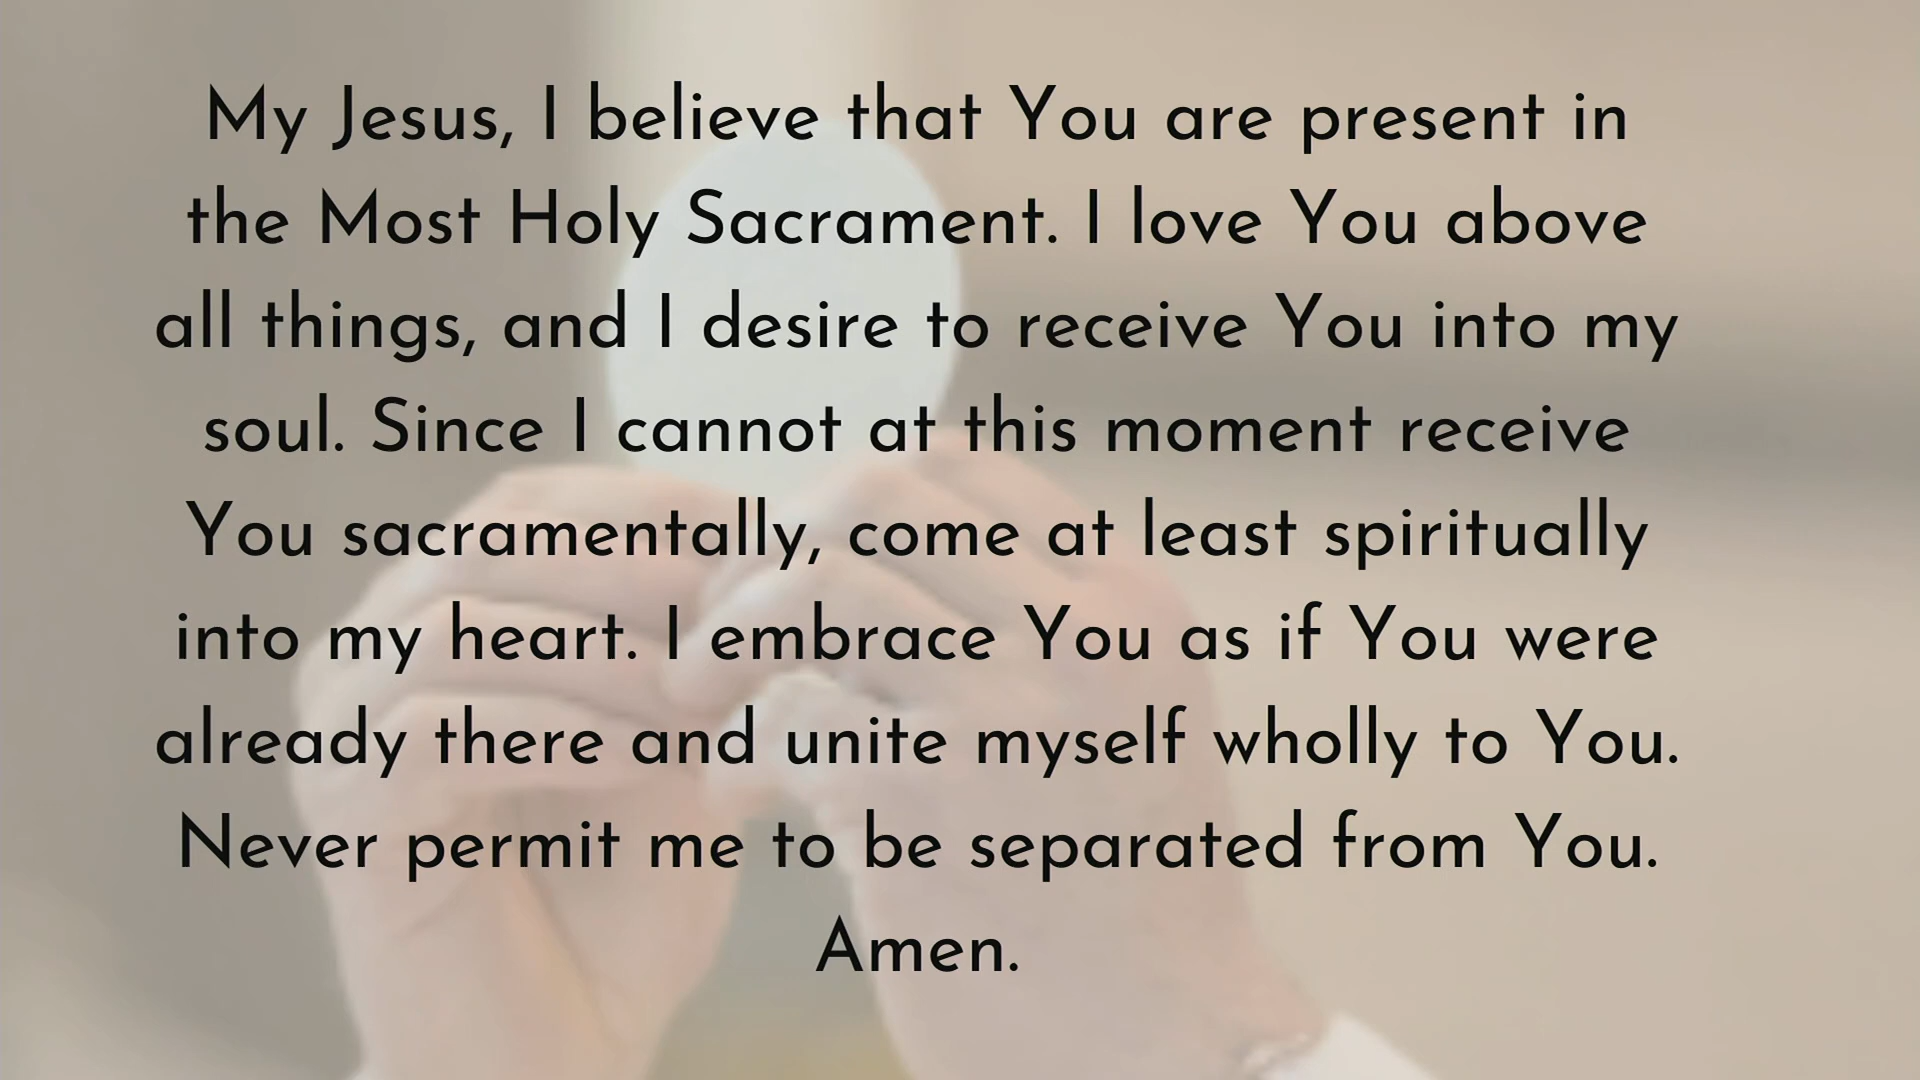 My Jesus, I believe that You are present in
the Most Holy Sacrament. I love You above
all things, and I desire to receive You into my
soul. Since I cannot at this moment receive
You sacramentally, come at least spiritually
into my heart. I embrace You as if You were
already there and unite myself wholly to You.
Never permit me to be separated from You.
Amen.